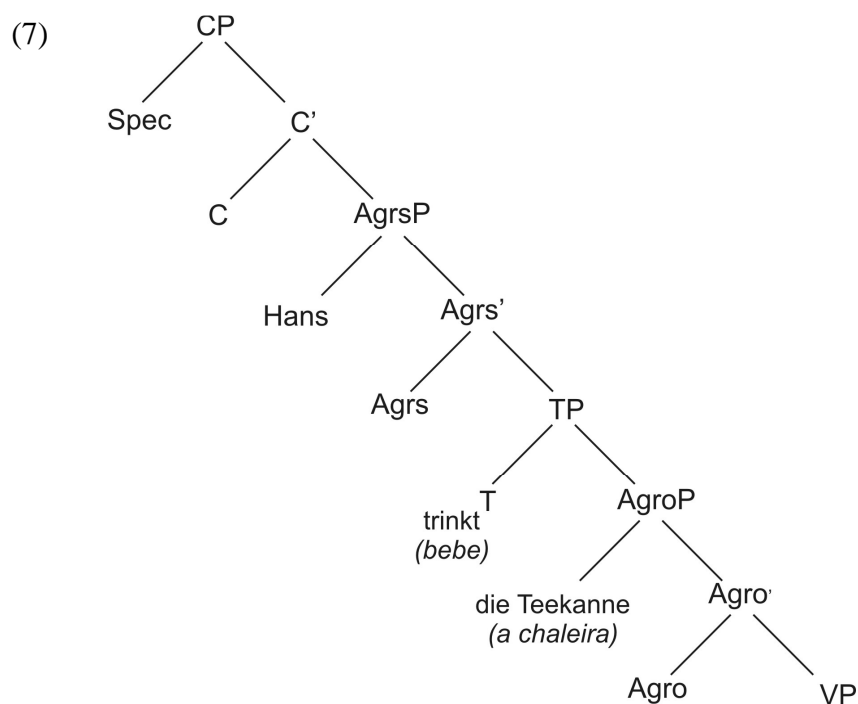 (7)
CP
Spec
C’
C
AgrsP
Hans
Agrs’
Agrs
TP
T
trinkt
(bebe)
AgroP
die Teekanne
(a chaleira)
Agro’
Agro
VP